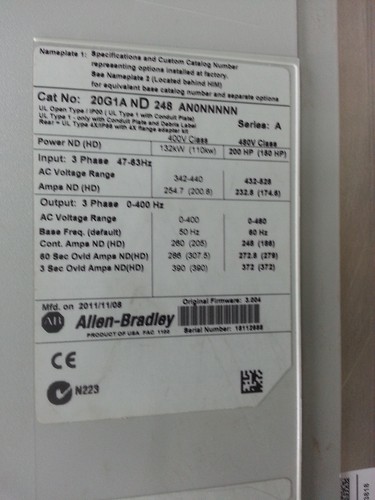 Nameplate 1: Specifications and Custom Catalog Number
representing options installed at factory.
See Nameplate 2 (Located behind HIM)
for equivalent base catalog number and separate options
Cat No: 20G1A ND 248 AN0NNNNN
UL Open Type / IP00 ( UL Type 1 with Conduit Plate)
UL Type 1 - only with Conduit Plate and Debris Label
Rear = UL Type 4X/IP66 with 4X flange adapter kit
Series: A
400V Class 480V Class
Power ND (HD) 132kW (110kW) 200 HP (150 HP)
Input: 3 Phase 47-63Hz
AC Voltage Range 342-440 432-528
Amps ND (HD) 254.7 (200.8) 232.8 (174.6)
Output: 3 Phase 0-400 Hz
AC Voltage Range 0-400 0-480
Base Freq. (default) 50 Hz 60 Hz
Cont. Amps ND (HD) 260 (205) 248 (186)
60 Sec Ovld Amps ND(HD) 286 (307.5) 272.8 (279)
3 Sec Ovld Amps ND(HD) 390 (390) 372 (372)
Mfd. on 2011/11/08
Original Firmware: 3.004
AB Allen-Bradley
PRODUCT OF USA FAC
Serial Number:
CE
N223